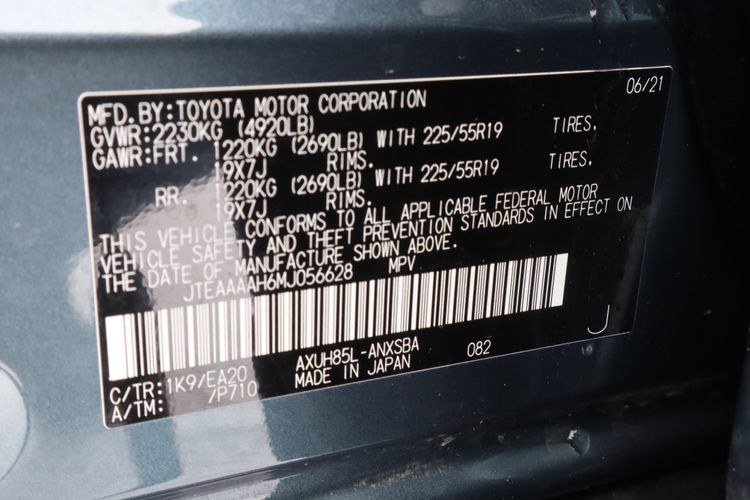 06/21
MFD.BY:TOYOTA MOTOR CORPORATION
GVWR:2230KG (4920LB)
GAWR:FRT. 1220KG (2690LB) WITH 225/55R19 TIRES,
19X7J RIMS.
RR. 1220KG (2690LB) WITH 225/55R19 TIRES,
19X7J RIMS.
THIS VEHICLE CONFORMS TO ALL APPLICABLE FEDERAL MOTOR
VEHICLE SAFETY AND THEFT PREVENTION STANDARDS IN EFFECT ON
THE DATE OF MANUFACTURE SHOWN ABOVE.
JTEAAAAH6MJ056628 MPV
J
C/TR:1K9/EA20 AXUH85L-ANXSBA 082
A/TM: /P710 MADE IN JAPAN